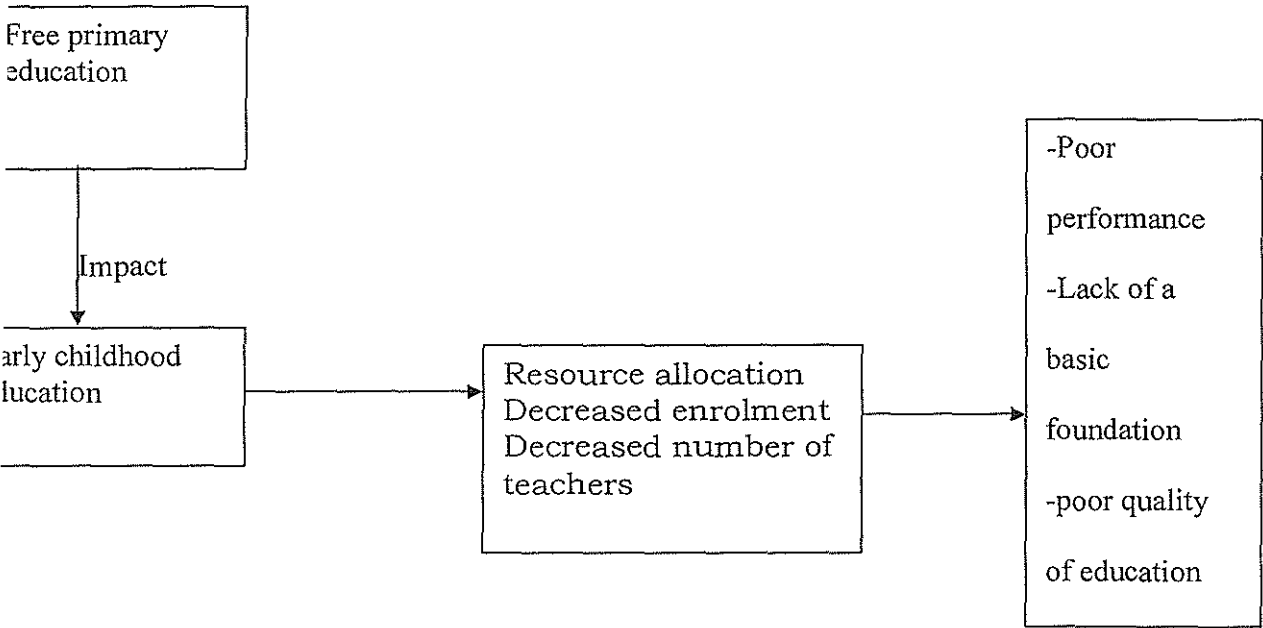 Free primary
education
Impact
arly childhood
lucation
Resource allocation
Decreased enrolment
Decreased number of
teachers
-Poor
performance
-Lack of a
basic
foundation
-poor quality
of education